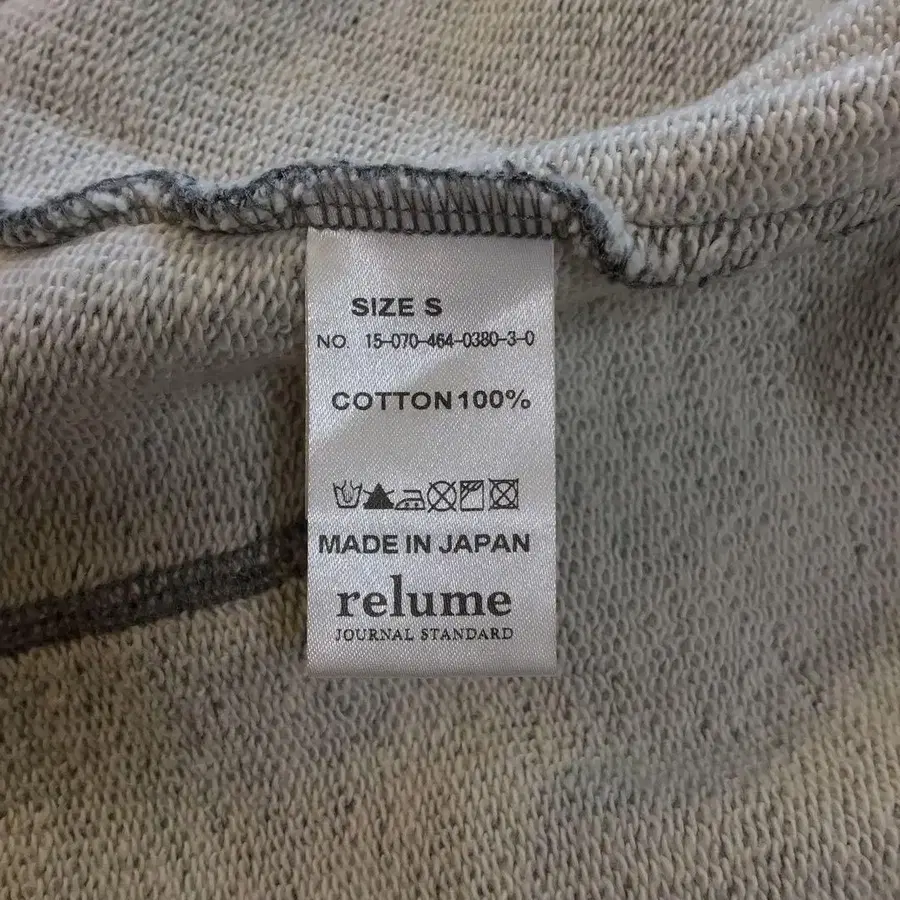 SIZE S
NO. 15-070-464-0380-3-0
COTTON100%
MADE IN JAPAN
relume
JOURNAL STANDARD